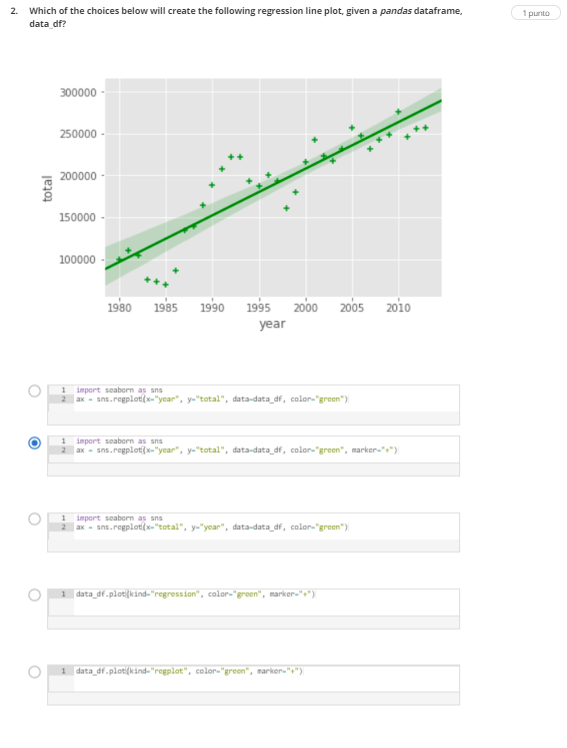 2. Which of the choices below will create the following regression line plot, given a pandas dataframe,
data_df?
1 punto
300000
250000
200000
150000
100000
total
1980 1985 1990 1995 2000 2005 2010
year
1 import seaborn as sns
2 ax = sns.regplot(x="year", y="total", data=data_df, color="green")
1 import seaborn as sns
2 ax = sns.regplot(x="year", y="total", data=data_df, color="green", marker="+")
1 import seaborn as sns
2 ax = sns.regplot(x="total", y="year", data=data_df, color="green")
1 data_df.plot(kind="regression", color="green", marker="+")
1 data_df.plot(kind="regplot", color="green", marker="+")